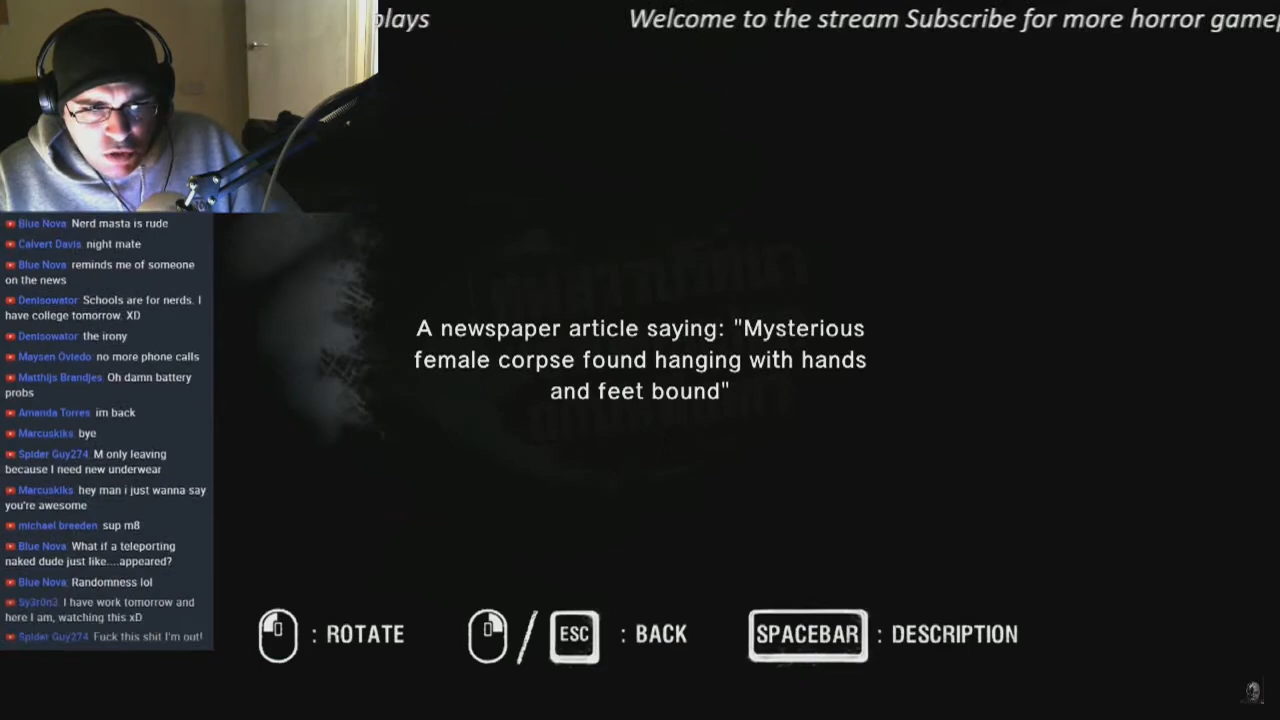 plays
Welcome to the stream Subscribe for more horror gamep
Blue Nova: Nerd masta is rude
Calvert Davis: night mate
Blue Nova: reminds me of someone
on the news
Denisowator: Schools are for nerds. I
have college tomorrow. XD
Denisowator: the irony
Maysen Oviedo: no more phone calls
Matthijs Brandjes: Oh damn battery
probs
Amanda Torres: im back
Marcuskiks: bye
Spider Guy274: M only leaving
because I need new underwear
Marcuskiks: hey man i just wanna say
you're awesome
michael breeden: sup m8
Blue Nova: What if a teleporting
naked dude just like....appeared?
Blue Nova: Randomness lol
Sy3r0n3: I have work tomorrow and
here I am, watching this xD
Spider Guy274: Fuck this shit I'm out!
A newspaper article saying: "Mysterious
female corpse found hanging with hands
and feet bound"
: ROTATE
/ ESC : BACK
SPACEBAR : DESCRIPTION